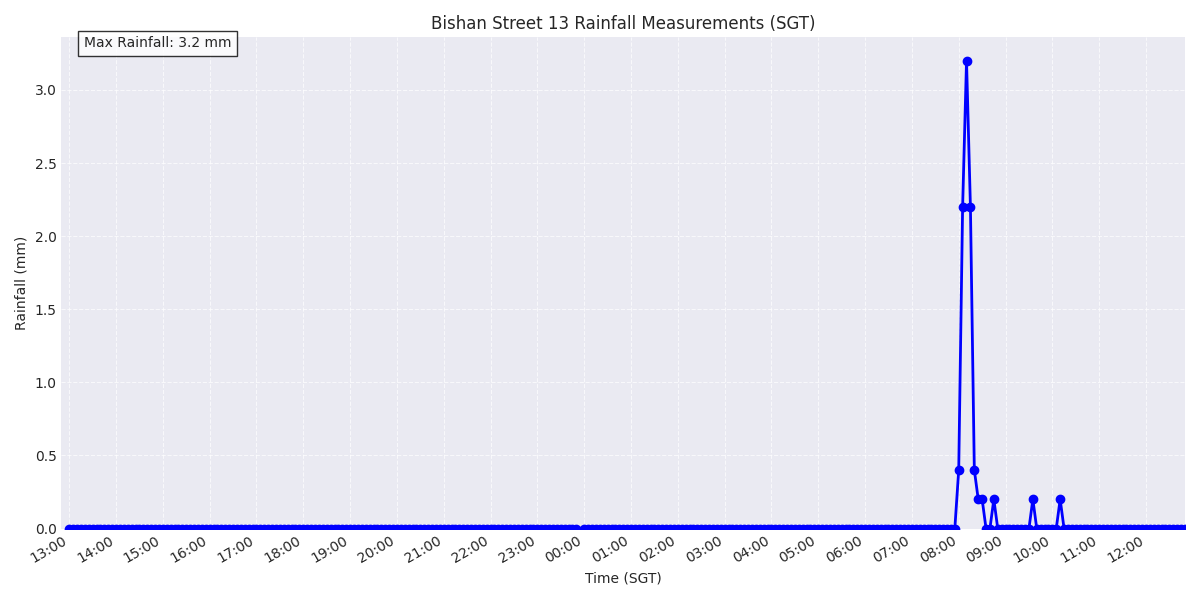 Bishan Street 13 Rainfall Measurements (SGT)
Max Rainfall: 3.2 mm
Rainfall (mm)
3.0
2.5
2.0
1.5
1.0
0.5
0.0
13:00 14:00 15:00 16:00 17:00 18:00 19:00 20:00 21:00 22:00 23:00 00:00 01:00 02:00 03:00 04:00 05:00 06:00 07:00 08:00 09:00 10:00 11:00 12:00
Time (SGT)